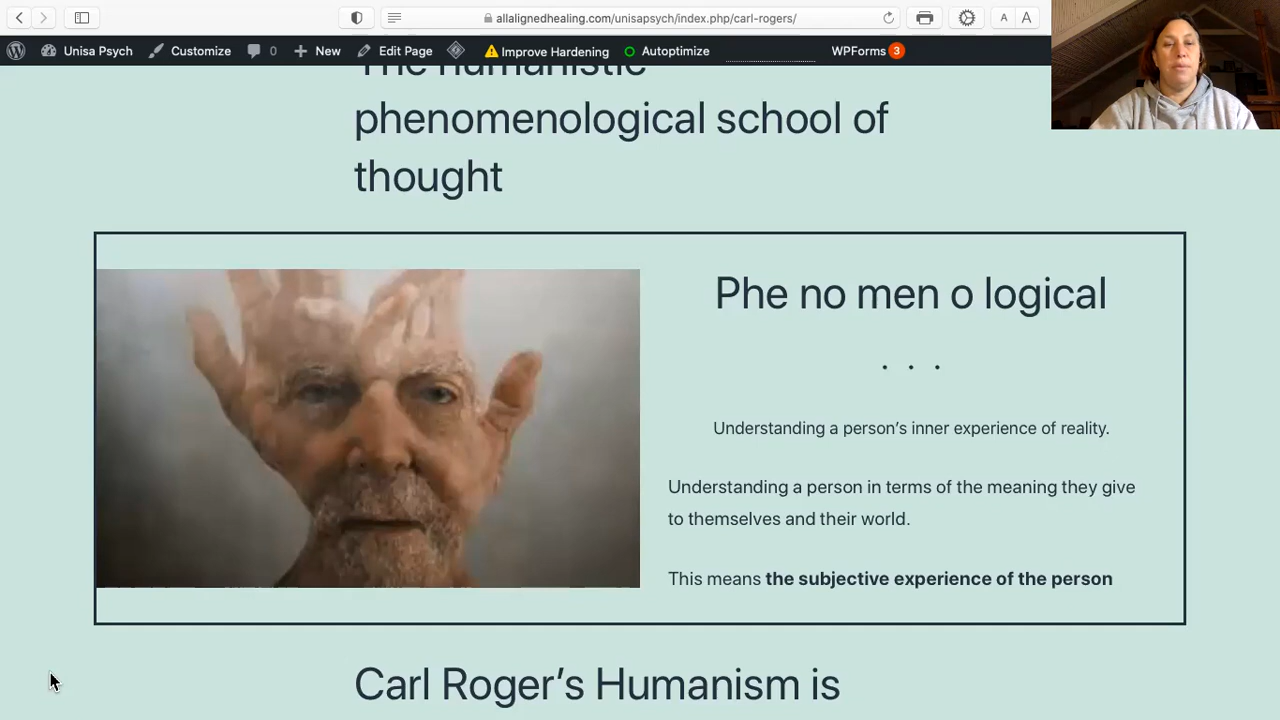 allalignedhealing.com/unisapsych/index.php/carl-rogers/
A A
Unisa Psych Customize 0 New Edit Page Improve Hardening Autoptimize WPForms 3
The humanistic
phenomenological school of
thought
Phe no men o logical
. . .
Understanding a person’s inner experience of reality.
Understanding a person in terms of the meaning they give
to themselves and their world.
This means the subjective experience of the person
Carl Roger’s Humanism is